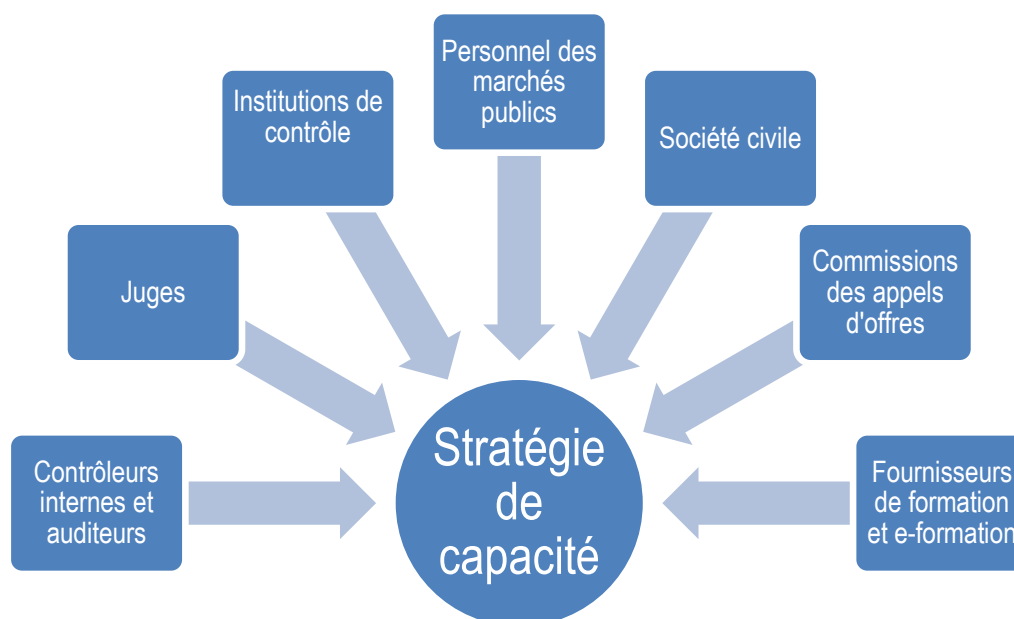 Personnel des
marchés
publics
Institutions de
contrôle
Société civile
Juges
Commissions
des appels
d'offres
Contrôleurs
internes et
auditeurs
Stratégie
de
capacité
Fournisseurs
de formation
et e-formation